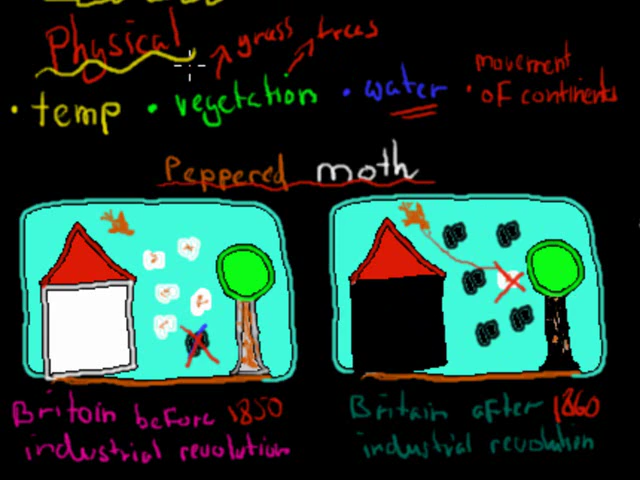 Physical
grass
trees
• temp • vegetation • water • movement
of continents
Peppered moth
Britain before 1850
industrial revolution
Britain after 1860
industrial revolution